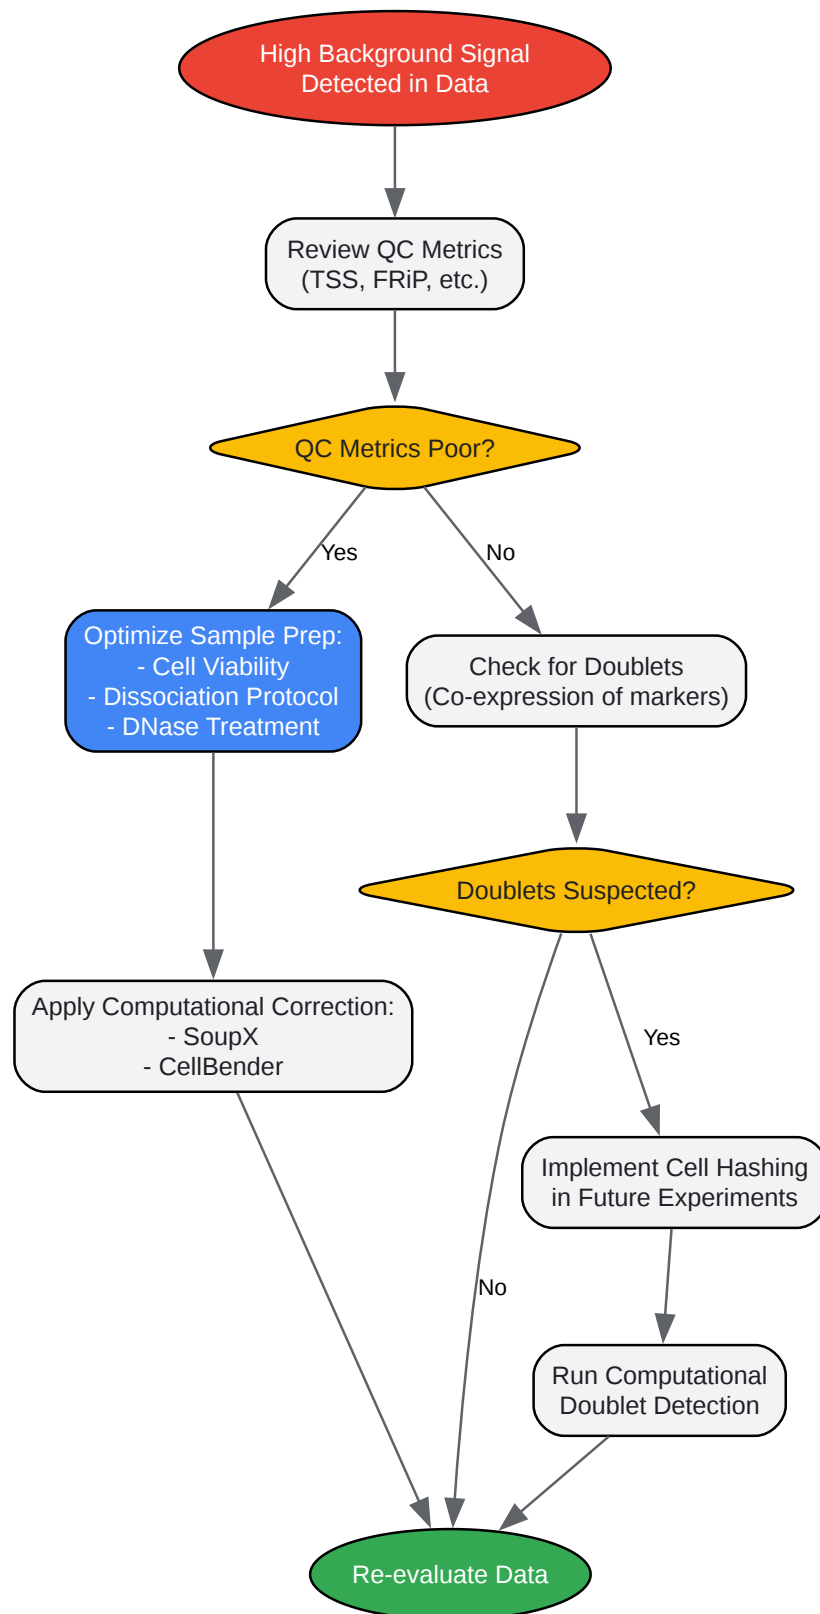 High Background Signal
Detected in Data
Review QC Metrics
(TSS, FRiP, etc.)
QC Metrics Poor?
Yes
No
Optimize Sample Prep:
- Cell Viability
- Dissociation Protocol
- DNase Treatment
Check for Doublets
(Co-expression of markers)
Doublets Suspected?
Apply Computational Correction:
- SoupX
- CellBender
Yes
Implement Cell Hashing
in Future Experiments
No
Run Computational
Doublet Detection
Re-evaluate Data